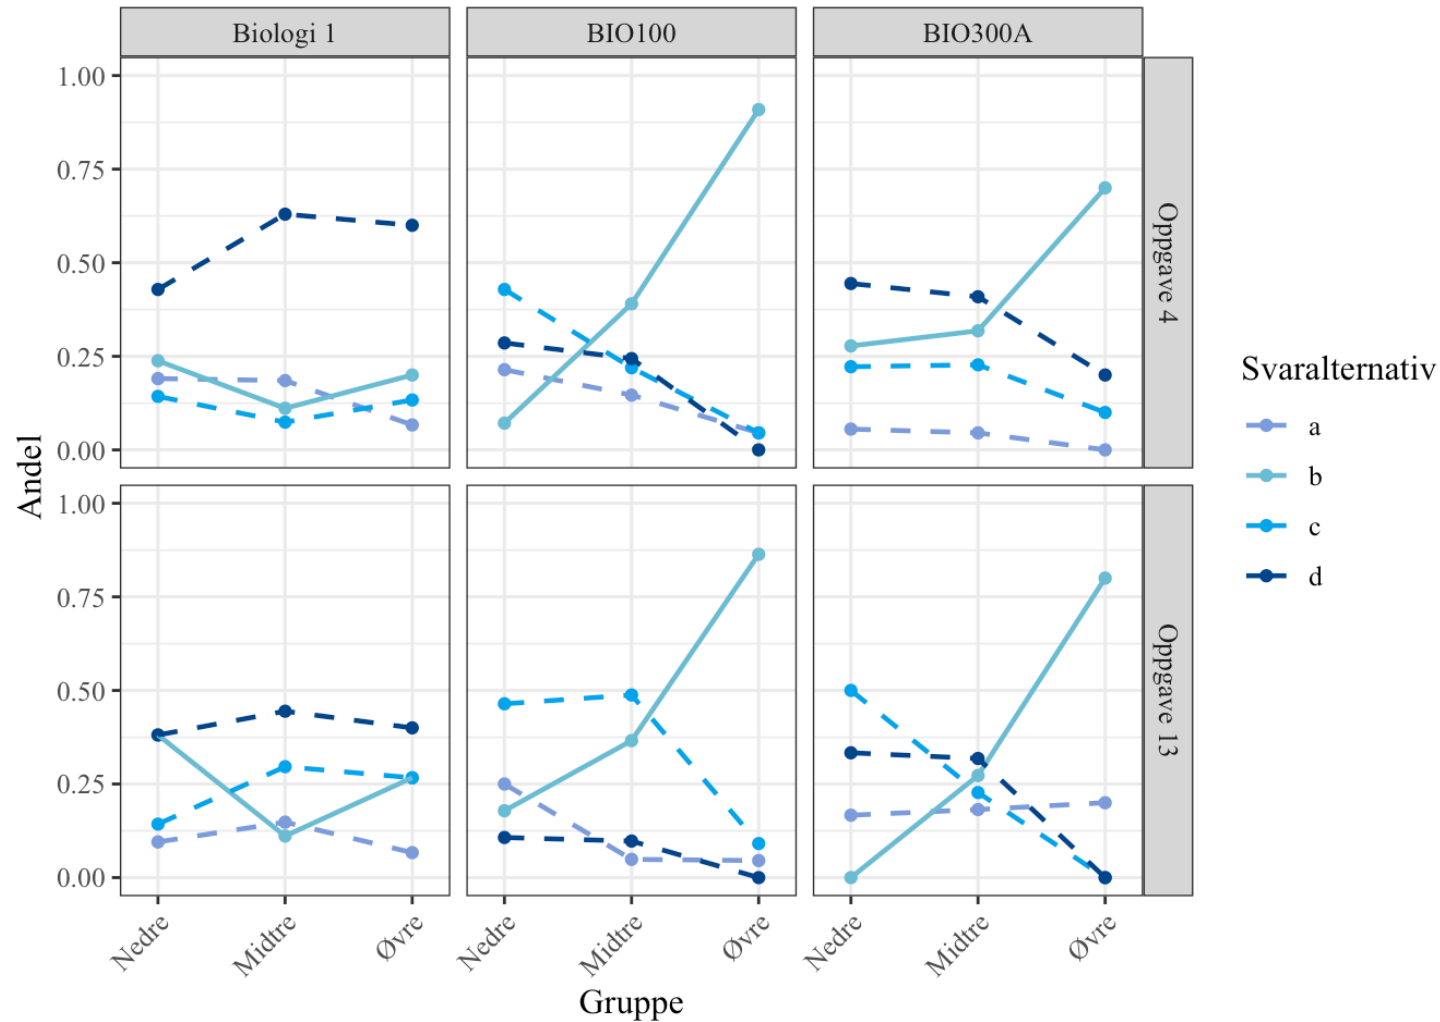 Biologi 1
BIO100
BIO300A
1.00
0.75
0.50
0.25
0.00
Oppgave 4
1.00
0.75
0.50
0.25
0.00
Oppgave 13
Andel
Nedre
Midtre
Øvre
Nedre
Midtre
Øvre
Nedre
Midtre
Øvre
Gruppe
Svaralternativ
a
b
c
d